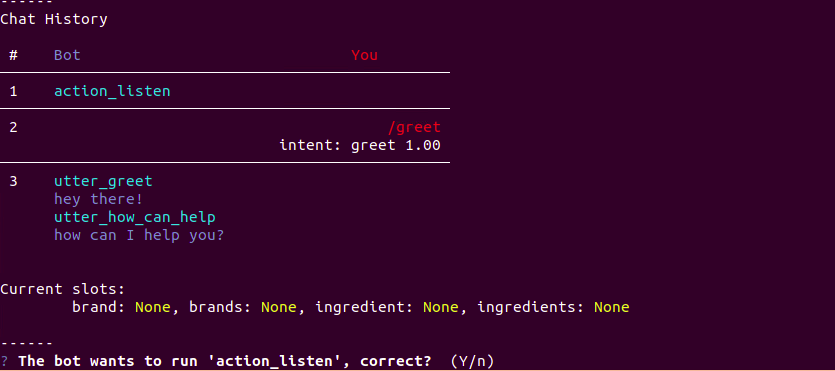 ------
Chat History
# Bot You
1 action_listen
2 /greet
intent: greet 1.00
3 utter_greet
hey there!
utter_how_can_help
how can I help you?
Current slots:
brand: None, brands: None, ingredient: None, ingredients: None
------
? The bot wants to run 'action_listen', correct? (Y/n)